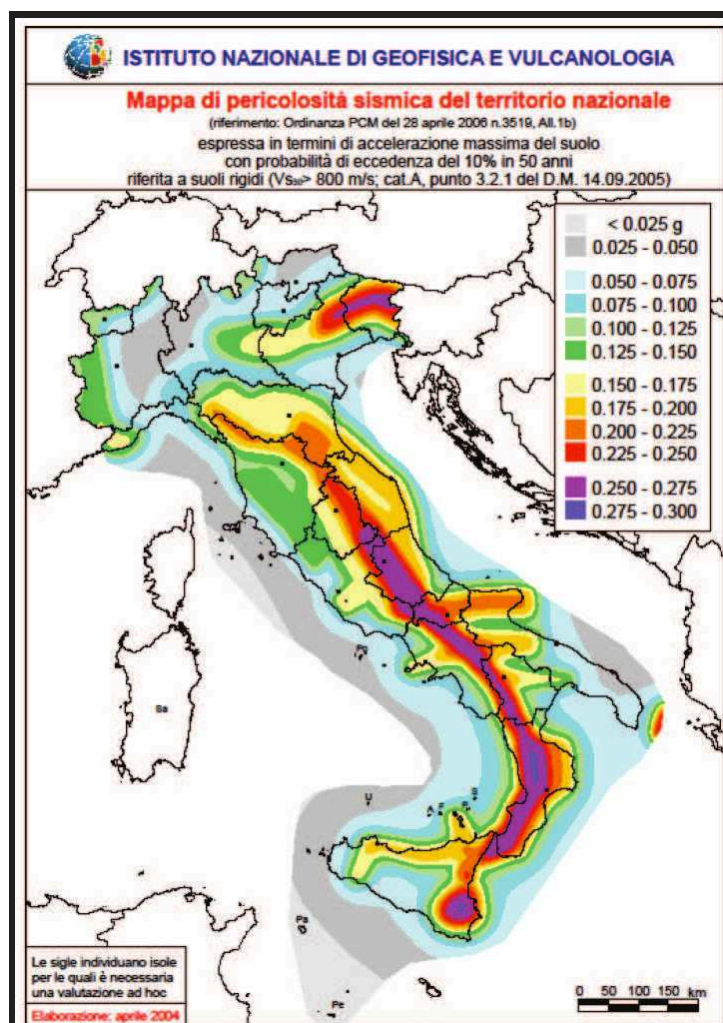 ISTITUTO NAZIONALE DI GEOFISICA E VULCANOLOGIA
Mappa di pericolosità sismica del territorio nazionale
(riferimento: Ordinanza PCM del 28 aprile 2006 n.3519, All.1b)
espressa in termini di accelerazione massima del suolo
con probabilità di eccedenza del 10% in 50 anni
riferita a suoli rigidi (Vs₃₀> 800 m/s; cat.A, punto 3.2.1 del D.M. 14.09.2005)
< 0.025 g
0.025 - 0.050
0.050 - 0.075
0.075 - 0.100
0.100 - 0.125
0.125 - 0.150
0.150 - 0.175
0.175 - 0.200
0.200 - 0.225
0.225 - 0.250
0.250 - 0.275
0.275 - 0.300
Sa
U
A
Pa
Pe
Le sigle individuano isole
per le quali è necessaria
una valutazione ad hoc
Elaborazione: aprile 2004
0 50 100 150 km